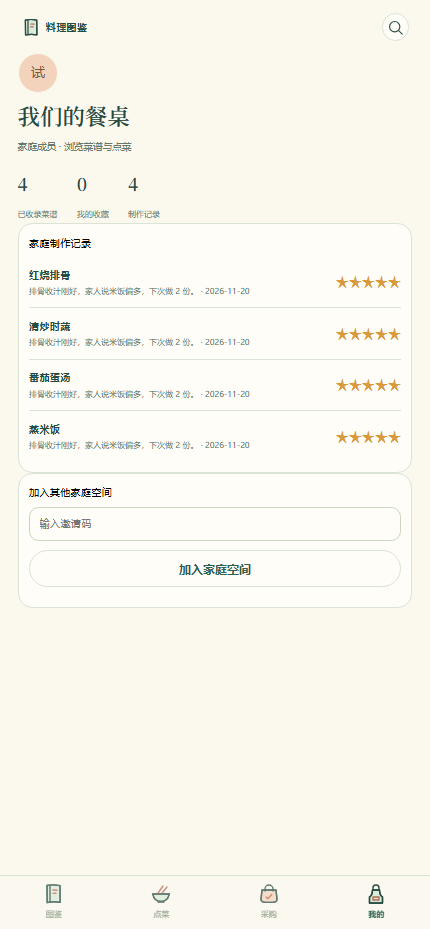 料理图鉴
试
我们的餐桌
家庭成员 · 浏览菜谱与点菜
4 0 4
已收录菜谱 我的收藏 制作记录
家庭制作记录
红烧排骨
排骨收汁刚好，家人说米饭偏多，下次做 2 份。 · 2026-11-20
★★★★★
清炒时蔬
排骨收汁刚好，家人说米饭偏多，下次做 2 份。 · 2026-11-20
★★★★★
番茄蛋汤
排骨收汁刚好，家人说米饭偏多，下次做 2 份。 · 2026-11-20
★★★★★
蒸米饭
排骨收汁刚好，家人说米饭偏多，下次做 2 份。 · 2026-11-20
★★★★★
加入其他家庭空间
输入邀请码
加入家庭空间
图鉴 点菜 采购 我的